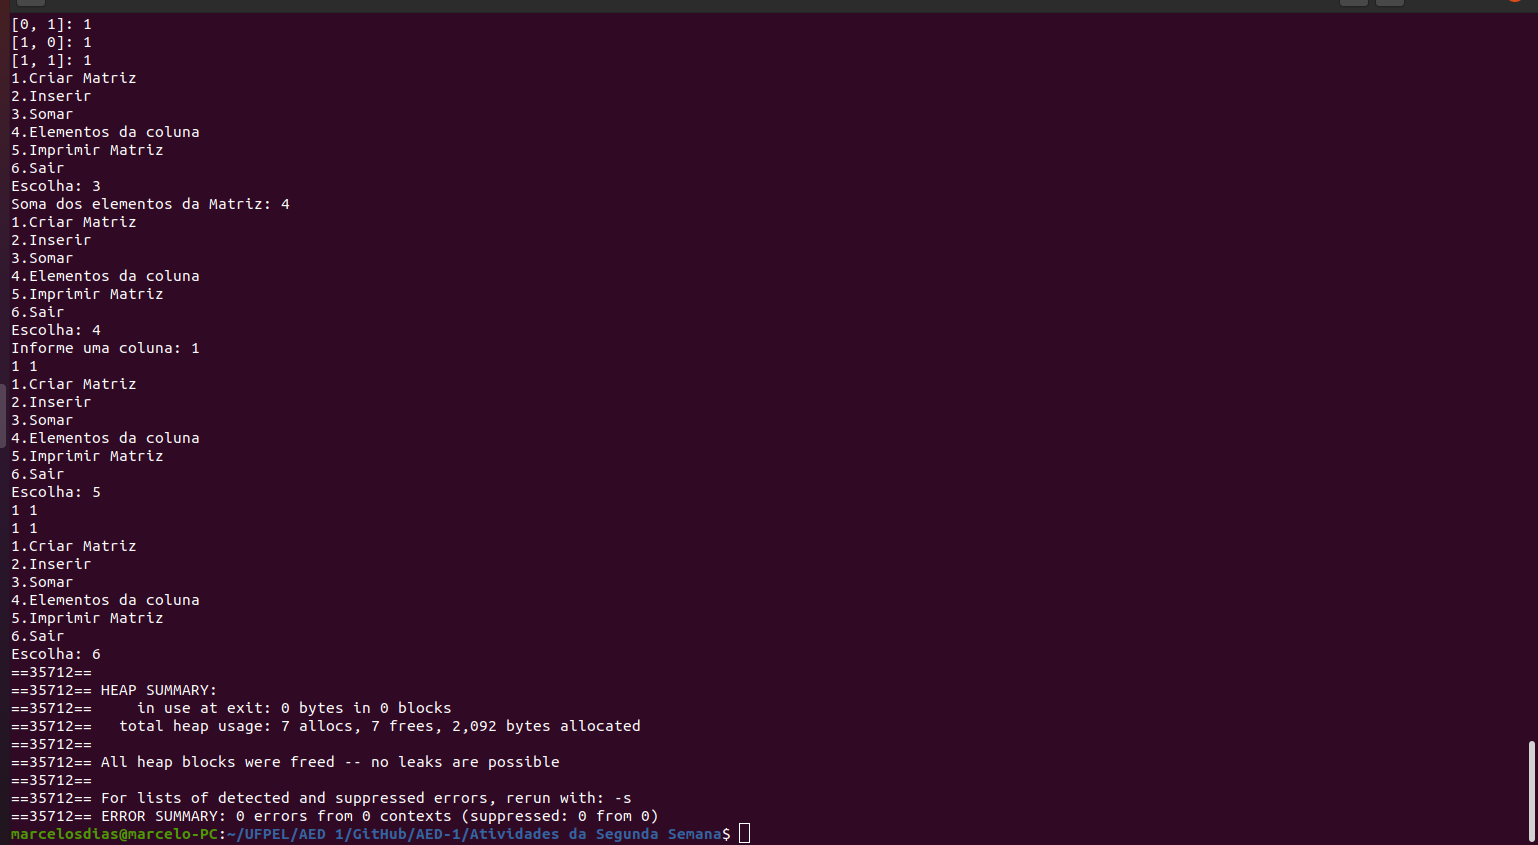 [0, 1]: 1
[1, 0]: 1
[1, 1]: 1
1.Criar Matriz
2.Inserir
3.Somar
4.Elementos da coluna
5.Imprimir Matriz
6.Sair
Escolha: 3
Soma dos elementos da Matriz: 4
1.Criar Matriz
2.Inserir
3.Somar
4.Elementos da coluna
5.Imprimir Matriz
6.Sair
Escolha: 4
Informe uma coluna: 1
1 1
1.Criar Matriz
2.Inserir
3.Somar
4.Elementos da coluna
5.Imprimir Matriz
6.Sair
Escolha: 5
1 1
1 1
1.Criar Matriz
2.Inserir
3.Somar
4.Elementos da coluna
5.Imprimir Matriz
6.Sair
Escolha: 6
==35712==
==35712== HEAP SUMMARY:
==35712==     in use at exit: 0 bytes in 0 blocks
==35712==   total heap usage: 7 allocs, 7 frees, 2,092 bytes allocated
==35712==
==35712== All heap blocks were freed -- no leaks are possible
==35712==
==35712== For lists of detected and suppressed errors, rerun with: -s
==35712== ERROR SUMMARY: 0 errors from 0 contexts (suppressed: 0 from 0)
marcelosdias@marcelo-PC:~/UFPEL/AED 1/GitHub/AED-1/Atividades da Segunda Semana$